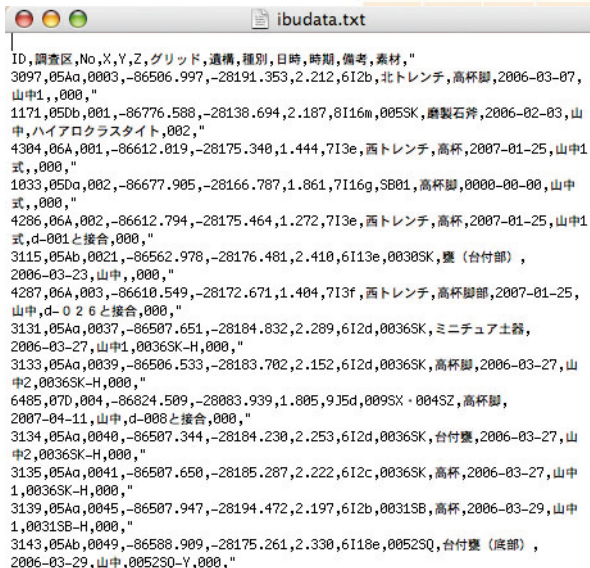 ibudata.txt
ID,調査区,No,X,Y,Z,グリッド,遺構,種別,日時,時期,備考,素材,"
3097,05Aa,0003,-86506.997,-28191.353,2.212,6I2b,北トレンチ,高杯脚,2006-03-07,
山中1,,000,"
1171,05Db,001,-86776.588,-28138.694,2.187,8I16m,005SK,磨製石斧,2006-02-03,山
中,ハイアロクラスタイト,002,"
4304,06A,001,-86612.019,-28175.340,1.444,7I3e,西トレンチ,高杯,2007-01-25,山中1
式,,000,"
1033,05Da,002,-86677.905,-28166.787,1.861,7I16g,SB01,高杯脚,0000-00-00,山中
式,,000,"
4286,06A,002,-86612.794,-28175.464,1.272,7I3e,西トレンチ,高杯,2007-01-25,山中1
式,d-001と接合,000,"
3115,05Ab,0021,-86562.978,-28176.481,2.410,6I13e,0030SK,甕（台付部）,
2006-03-23,山中,,000,"
4287,06A,003,-86610.549,-28172.671,1.404,7I3f,西トレンチ,高杯脚部,2007-01-25,
山中,d-０２６と接合,000,"
3131,05Aa,0037,-86507.651,-28184.832,2.289,6I2d,0036SK,ミニチュア土器,
2006-03-27,山中1,0036SK-H,000,"
3133,05Aa,0039,-86506.533,-28183.702,2.152,6I2d,0036SK,高杯脚,2006-03-27,山
中2,0036SK-H,000,"
6485,07D,004,-86824.509,-28083.939,1.805,9J5d,009SX・004SZ,高杯脚,
2007-04-11,山中,d-008と接合,000,"
3134,05Aa,0040,-86507.344,-28184.230,2.253,6I2d,0036SK,台付甕,2006-03-27,山
中2,0036SK-H,000,"
3135,05Aa,0041,-86507.650,-28185.287,2.222,6I2c,0036SK,高杯,2006-03-27,山中
1,0036SK-H,000,"
3139,05Aa,0045,-86507.947,-28194.472,2.197,6I2b,0031SB,高杯,2006-03-29,山中
1,0031SB-H,000,"
3143,05Ab,0049,-86588.909,-28175.261,2.330,6I18e,0052SQ,台付甕（底部）,
2006-03-29,山中,0052SQ-Y,000,"